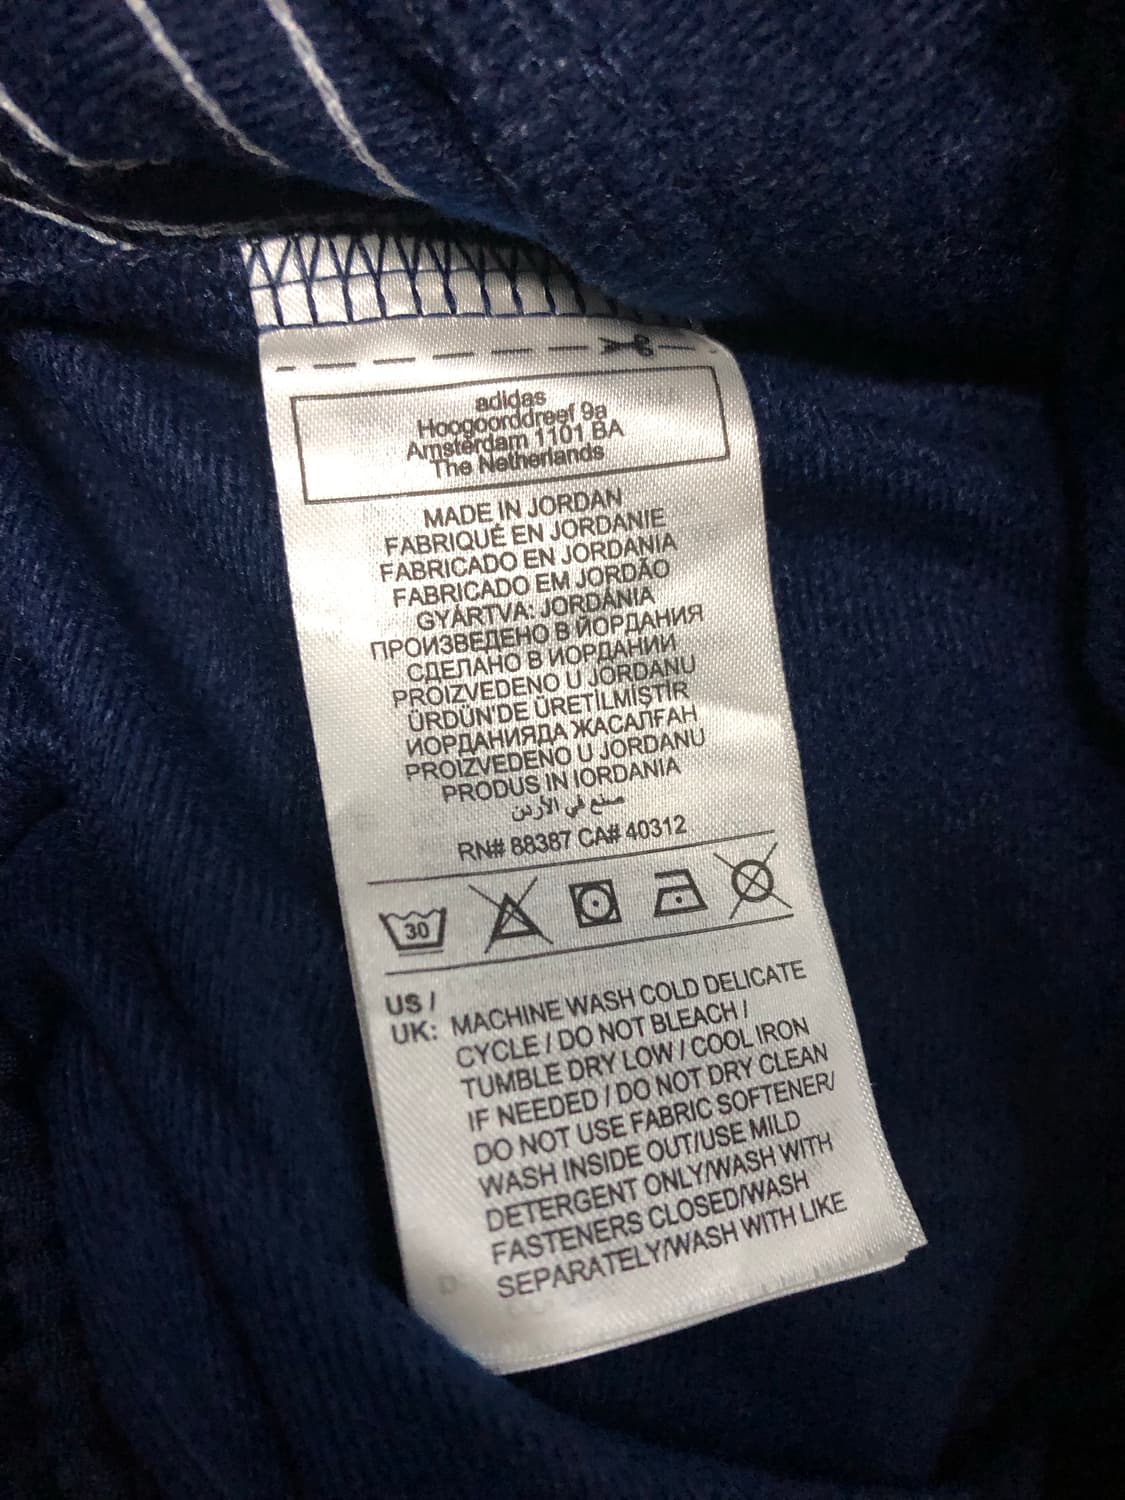 adidas
Hoogoorddreef 9a
Amsterdam 1101 BA
The Netherlands
MADE IN JORDAN
FABRIQUÉ EN JORDANIE
FABRICADO EN JORDANIA
FABRICADO EM JORDÃO
GYÁRTVA: JORDÁNIA
ПРОИЗВЕДЕНО В ЙОРДАНИЯ
СДЕЛАНО В ИОРДАНИИ
PROIZVEDENO U JORDANU
ÜRDÜN'DE ÜRETİLMİŞTİR
ИОРДАНИЯДА ЖАСАЛҒАН
PROIZVEDENO U JORDANU
PRODUS IN IORDANIA
صنع في الأردن
RN# 88387 CA# 40312
30
US / UK: MACHINE WASH COLD DELICATE
CYCLE / DO NOT BLEACH /
TUMBLE DRY LOW / COOL IRON
IF NEEDED / DO NOT DRY CLEAN
DO NOT USE FABRIC SOFTENER/
WASH INSIDE OUT/USE MILD
DETERGENT ONLY/WASH WITH
FASTENERS CLOSED/WASH
SEPARATELY/WASH WITH LIKE